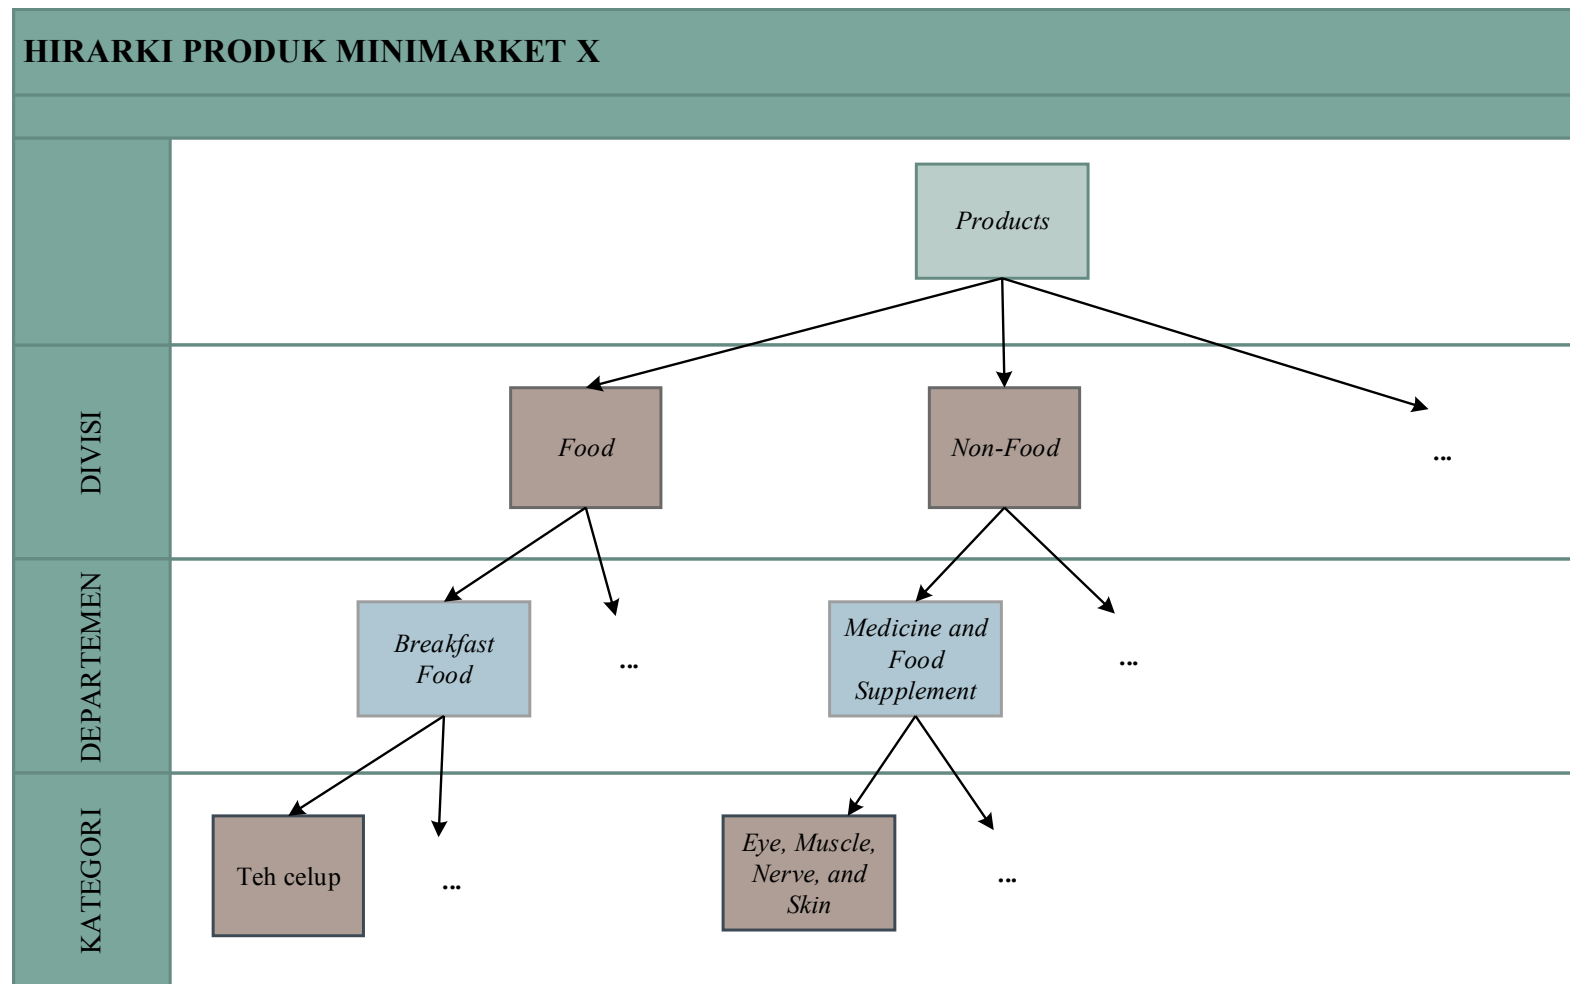 HIRARKI PRODUK MINIMARKET X
Products
DIVISI
Food
Non-Food
...
DEPARTEMEN
Breakfast
Food
...
Medicine and
Food
Supplement
...
KATEGORI
Teh celup
...
Eye, Muscle,
Nerve, and
Skin
...